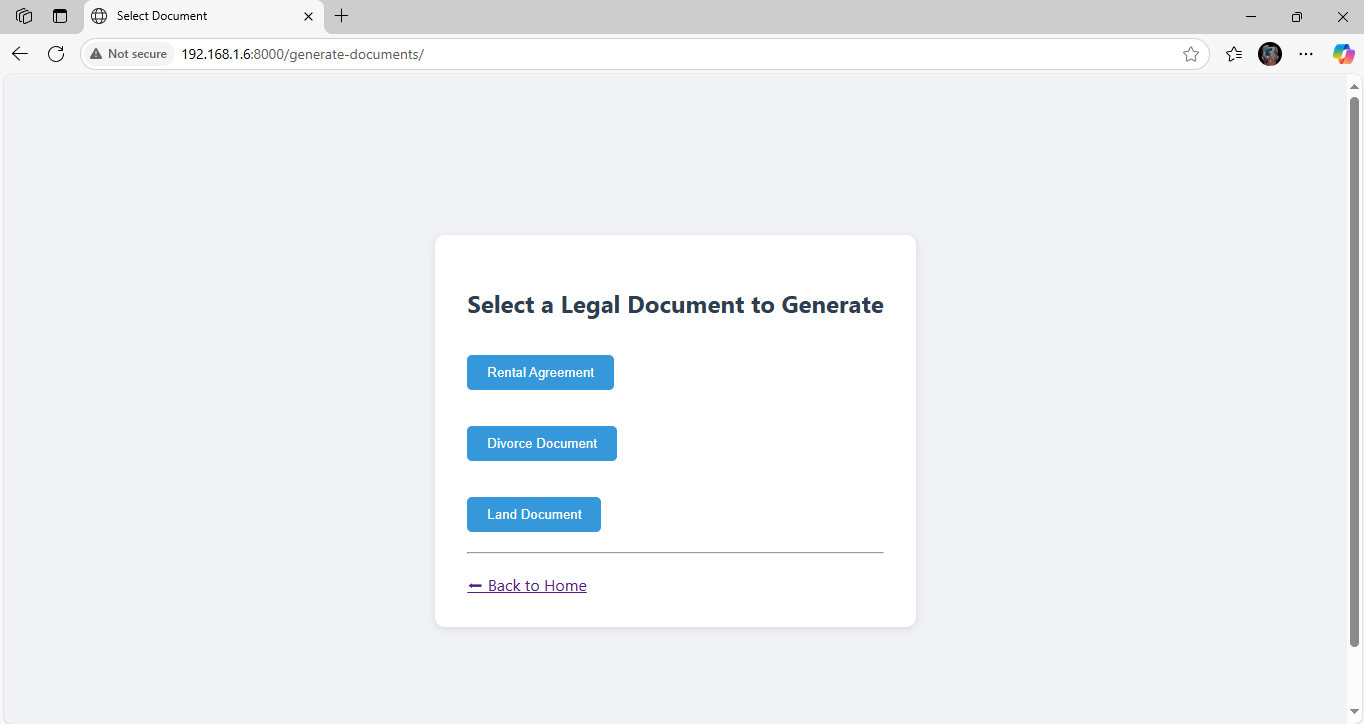 Select Document
Not secure 192.168.1.6:8000/generate-documents/
Select a Legal Document to Generate
Rental Agreement
Divorce Document
Land Document
⬅ Back to Home